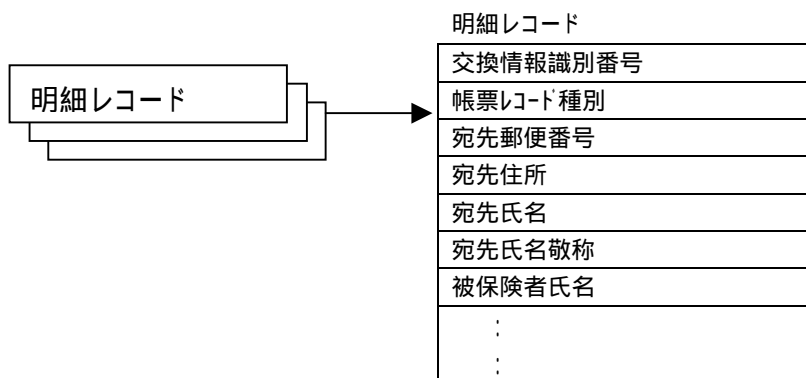 明細レコード
明細レコード
交換情報識別番号
帳票ﾚｺｰﾄﾞ種別
宛先郵便番号
宛先住所
宛先氏名
宛先氏名敬称
被保険者氏名
:
: